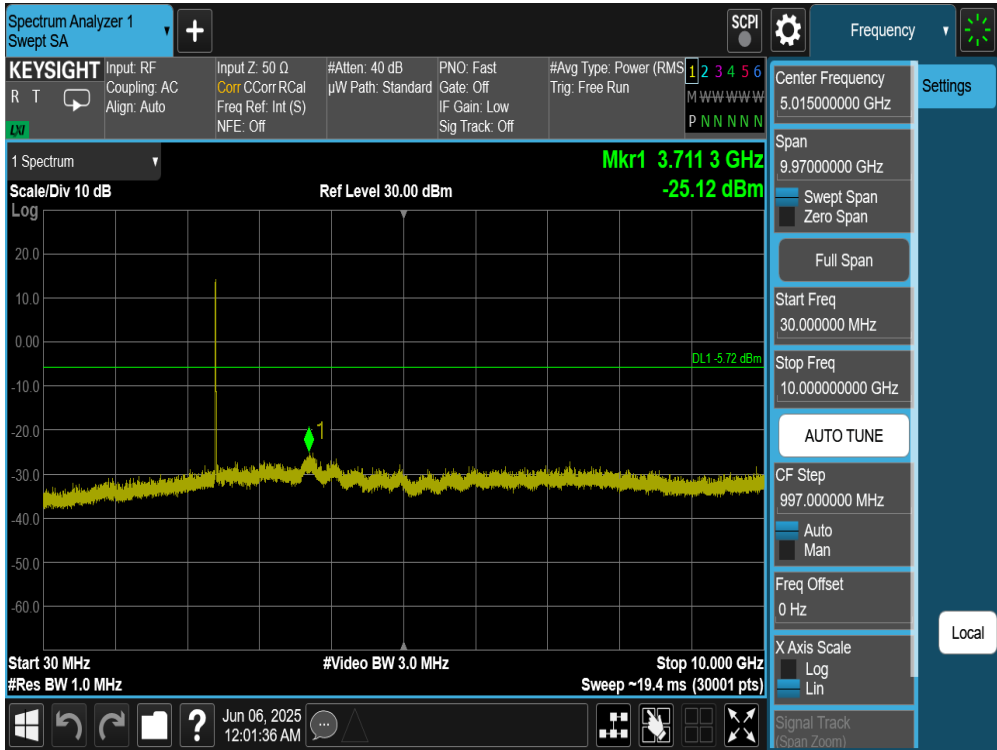 Spectrum Analyzer 1
Swept SA
+
SCPI
Frequency
KEYSIGHT
R T
LXI
Input: RF
Coupling: AC
Align: Auto
Input Z: 50 Ω
Corr CCorr RCal
Freq Ref: Int (S)
NFE: Off
#Atten: 40 dB
µW Path: Standard
PNO: Fast
Gate: Off
IF Gain: Low
Sig Track: Off
#Avg Type: Power (RMS
Trig: Free Run
1 2 3 4 5 6
M W W W W W
P N N N N N
1 Spectrum
Scale/Div 10 dB
Log
Ref Level 30.00 dBm
Mkr1 3.711 3 GHz
-25.12 dBm
20.0
10.0
0.00
DL1 -5.72 dBm
-10.0
-20.0
1
-30.0
-40.0
-50.0
-60.0
Start 30 MHz
#Res BW 1.0 MHz
#Video BW 3.0 MHz
Stop 10.000 GHz
Sweep ~19.4 ms (30001 pts)
Center Frequency
5.015000000 GHz
Span
9.97000000 GHz
Swept Span
Zero Span
Full Span
Start Freq
30.000000 MHz
Stop Freq
10.000000000 GHz
AUTO TUNE
CF Step
997.000000 MHz
Auto
Man
Freq Offset
0 Hz
X Axis Scale
Log
Lin
Signal Track
(Span Zoom)
Settings
Local
?
Jun 06, 2025
12:01:36 AM